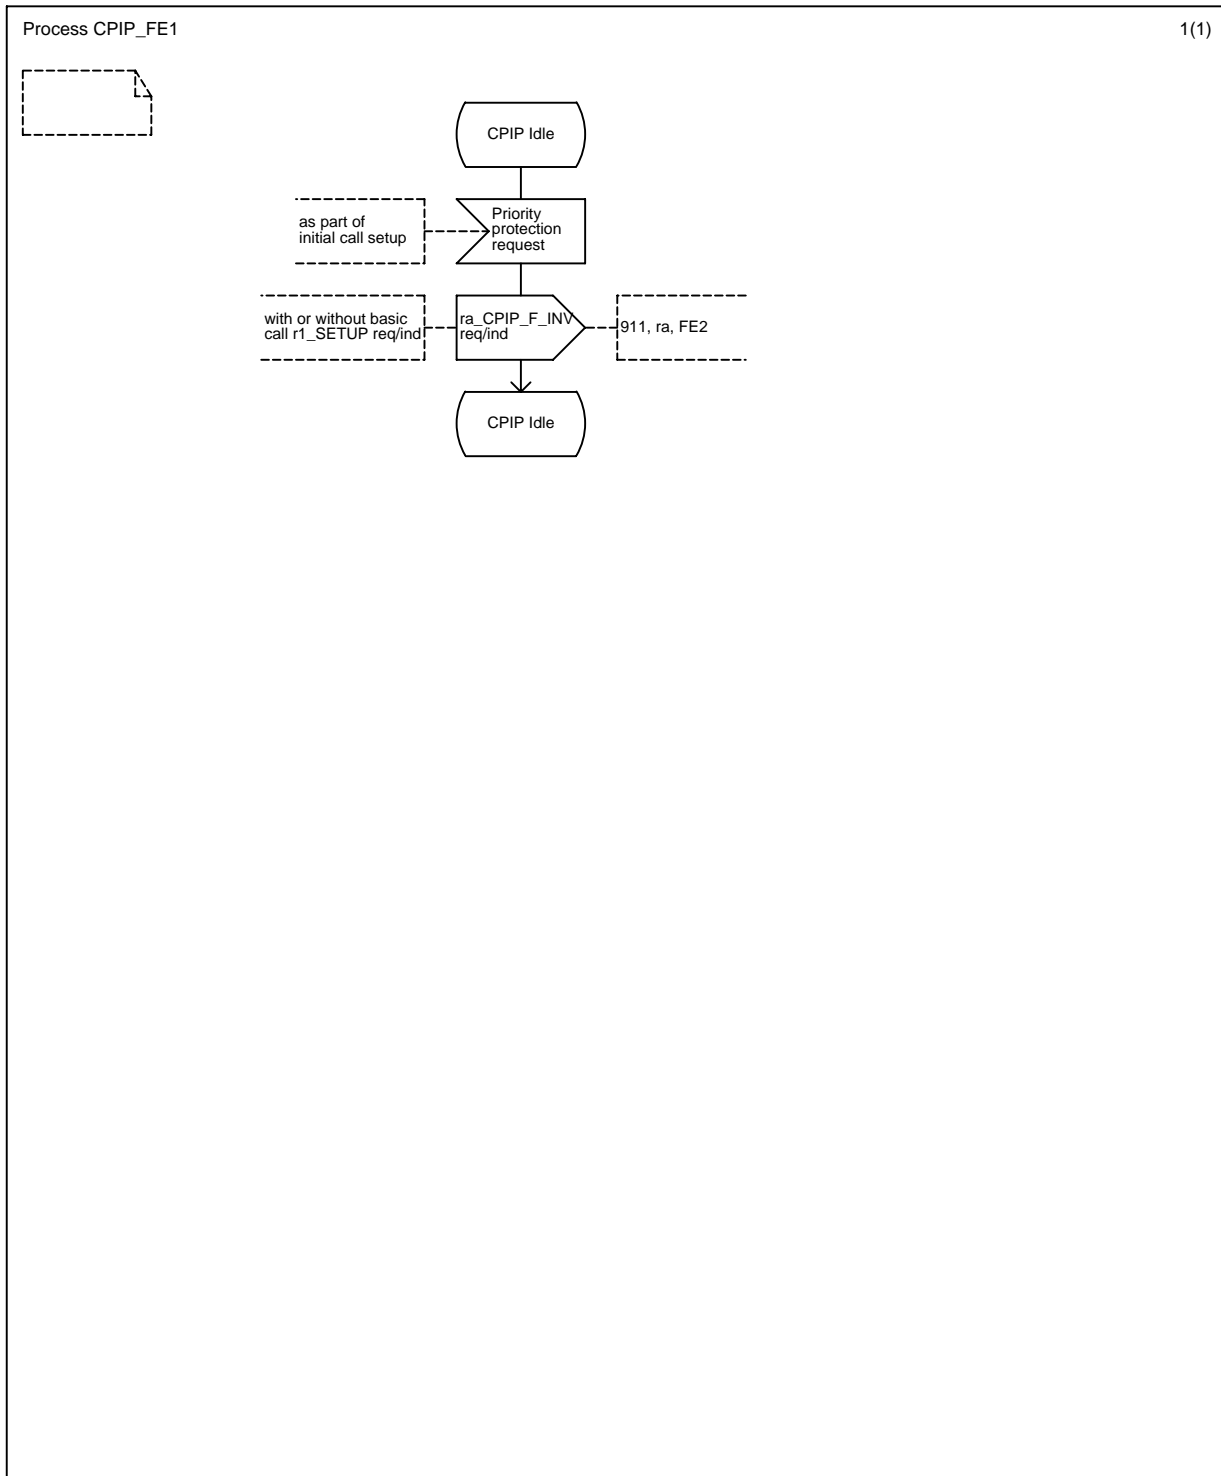 Process CPIP_FE1
1(1)
CPIP Idle
as part of
initial call setup
Priority
protection
request
with or without basic
call r1_SETUP req/ind
ra_CPIP_F_INV
req/ind
911, ra, FE2
CPIP Idle